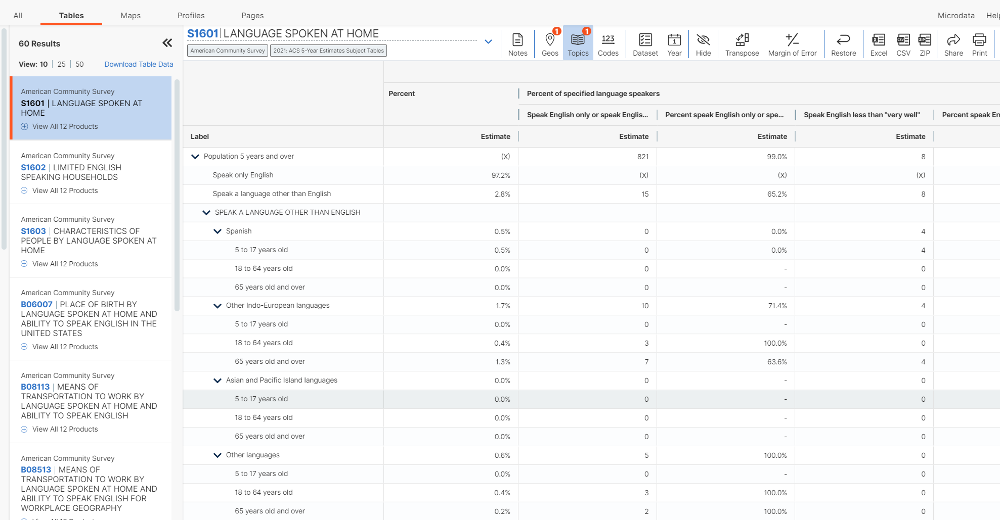 All
Tables
Maps
Profiles
Pages
Microdata
Help
60 Results
View: 10 | 25 | 50
Download Table Data
American Community Survey
S1601 | LANGUAGE SPOKEN AT
HOME
View All 12 Products
American Community Survey
S1602 | LIMITED ENGLISH
SPEAKING HOUSEHOLDS
View All 12 Products
American Community Survey
S1603 | CHARACTERISTICS OF
PEOPLE BY LANGUAGE SPOKEN AT
HOME
View All 12 Products
American Community Survey
B06007 | PLACE OF BIRTH BY
LANGUAGE SPOKEN AT HOME AND
ABILITY TO SPEAK ENGLISH IN THE
UNITED STATES
View All 12 Products
American Community Survey
B08113 | MEANS OF
TRANSPORTATION TO WORK BY
LANGUAGE SPOKEN AT HOME AND
ABILITY TO SPEAK ENGLISH
View All 12 Products
American Community Survey
B08513 | MEANS OF
TRANSPORTATION TO WORK BY
LANGUAGE SPOKEN AT HOME AND
ABILITY TO SPEAK ENGLISH FOR
WORKPLACE GEOGRAPHY
S1601 | LANGUAGE SPOKEN AT HOME
American Community Survey
2021: ACS 5-Year Estimates Subject Tables
Notes
1
Geos
1
Topics
123
Codes
Dataset
1
Year
Hide
Transpose
Margin of Error
Restore
X
Excel
CSV
CSV
ZIP
ZIP
Share
Print
Percent
Percent of specified language speakers
Speak English only or speak Englis...
Percent speak English only or spe...
Speak English less than "very well"
Percent speak En
Label Estimate Estimate Estimate Estimate
Population 5 years and over (X) 821 99.0% 8
Speak only English 97.2% (X) (X) (X)
Speak a language other than English 2.8% 15 65.2% 8
SPEAK A LANGUAGE OTHER THAN ENGLISH
Spanish 0.5% 0 0.0% 4
5 to 17 years old 0.5% 0 0.0% 4
18 to 64 years old 0.0% 0 - 0
65 years old and over 0.0% 0 - 0
Other Indo-European languages 1.7% 10 71.4% 4
5 to 17 years old 0.0% 0 - 0
18 to 64 years old 0.4% 3 100.0% 0
65 years old and over 1.3% 7 63.6% 4
Asian and Pacific Island languages 0.0% 0 - 0
5 to 17 years old 0.0% 0 - 0
18 to 64 years old 0.0% 0 - 0
65 years old and over 0.0% 0 - 0
Other languages 0.6% 5 100.0% 0
5 to 17 years old 0.0% 0 - 0
18 to 64 years old 0.4% 3 100.0% 0
65 years old and over 0.2% 2 100.0% 0